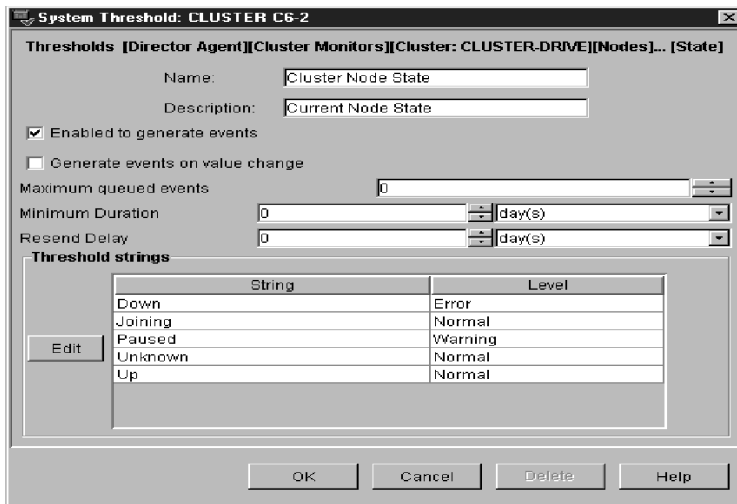 System Threshold: CLUSTER C6-2
Thresholds [Director Agent][Cluster Monitors][Cluster: CLUSTER-DRIVE][Nodes]... [State]
Name: Cluster Node State
Description: Current Node State
Enabled to generate events
Generate events on value change
Maximum queued events 0
Minimum Duration 0 day(s)
Resend Delay 0 day(s)
Threshold strings
String Level
Down Error
Joining Normal
Paused Warning
Unknown Normal
Up Normal
Edit
OK Cancel Delete Help